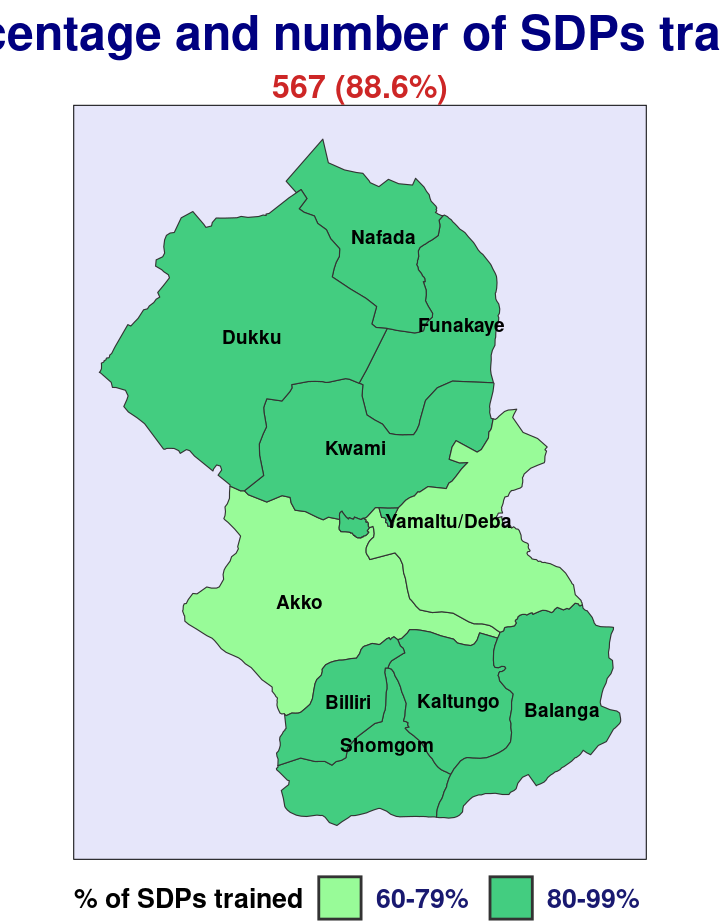 centage and number of SDPs tra
567 (88.6%)
Nafada
Funakaye
Dukku
Kwami
Yamaltu/Deba
Akko
Billiri
Kaltungo
Balanga
Shomgom
% of SDPs trained 60-79% 80-99%